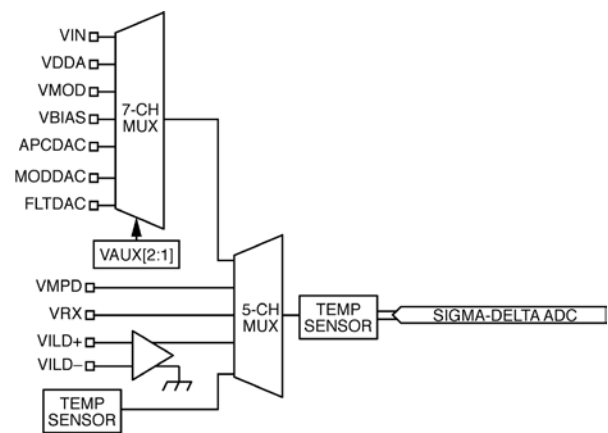 VIN
VDDA
VMOD
VBIAS
APCDAC
MODDAC
FLTDAC
7-CH
MUX
VAUX[2:1]
VMPD
VRX
VILD+
VILD−
TEMP
SENSOR
5-CH
MUX
TEMP
SENSOR
SIGMA-DELTA ADC